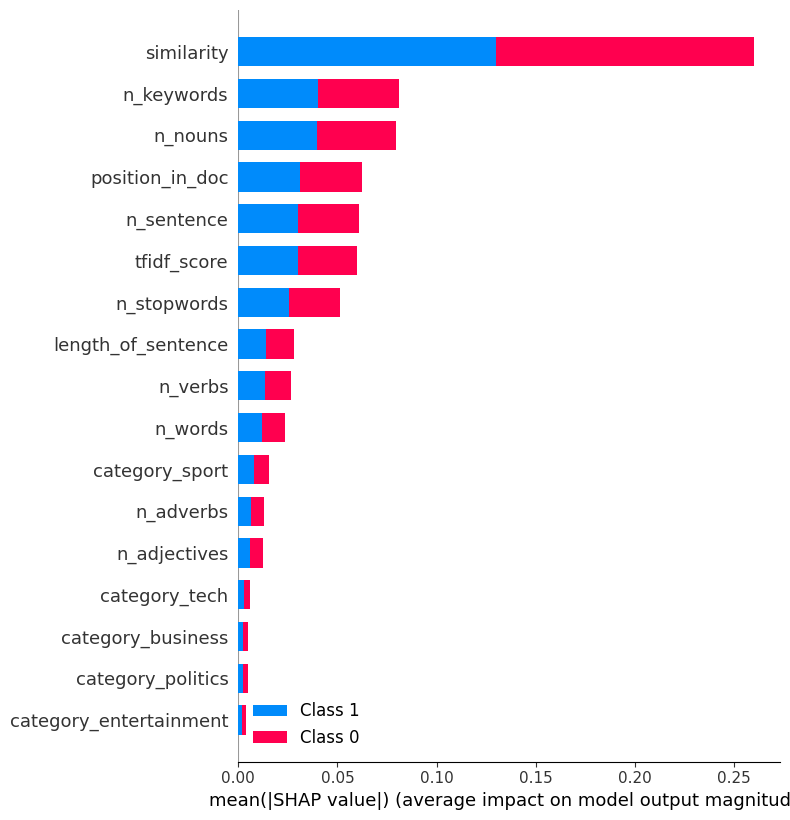 similarity
n_keywords
n_nouns
position_in_doc
n_sentence
tfidf_score
n_stopwords
length_of_sentence
n_verbs
n_words
category_sport
n_adverbs
n_adjectives
category_tech
category_business
category_politics
category_entertainment
Class 1
Class 0
0.00 0.05 0.10 0.15 0.20 0.25
mean(|SHAP value|) (average impact on model output magnitud